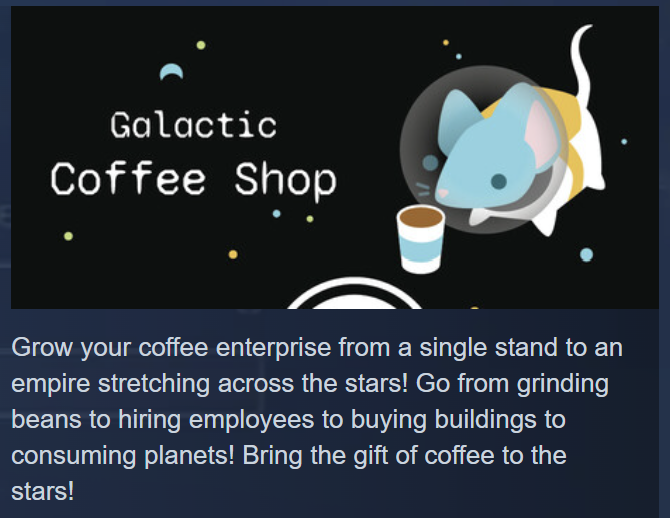 Galactic
Coffee Shop
Grow your coffee enterprise from a single stand to an
empire stretching across the stars! Go from grinding
beans to hiring employees to buying buildings to
consuming planets! Bring the gift of coffee to the
stars!